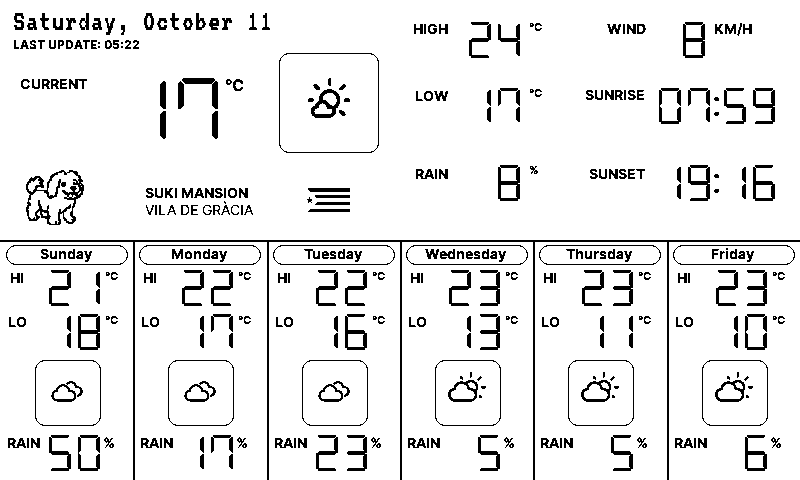 Saturday, October 11
LAST UPDATE: 05:22
CURRENT 17 °C
SUKI MANSION
VILA DE GRÀCIA
HIGH 24 °C
LOW 17 °C
RAIN 8 %
WIND 8 KM/H
SUNRISE 07:59
SUNSET 19:16
Sunday
HI 21 °C
LO 18 °C
RAIN 50 %
Monday
HI 22 °C
LO 17 °C
RAIN 17 %
Tuesday
HI 22 °C
LO 16 °C
RAIN 23 %
Wednesday
HI 23 °C
LO 13 °C
RAIN 5 %
Thursday
HI 23 °C
LO 11 °C
RAIN 5 %
Friday
HI 23 °C
LO 10 °C
RAIN 6 %